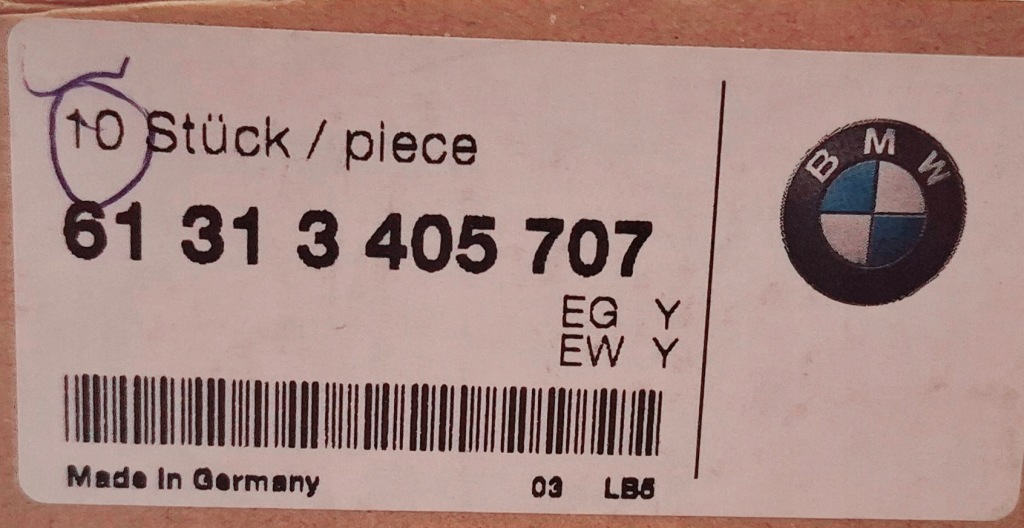 10 Stück / piece
61 31 3 405 707
EG Y
EW Y
Made in Germany
03 LB5
BMW